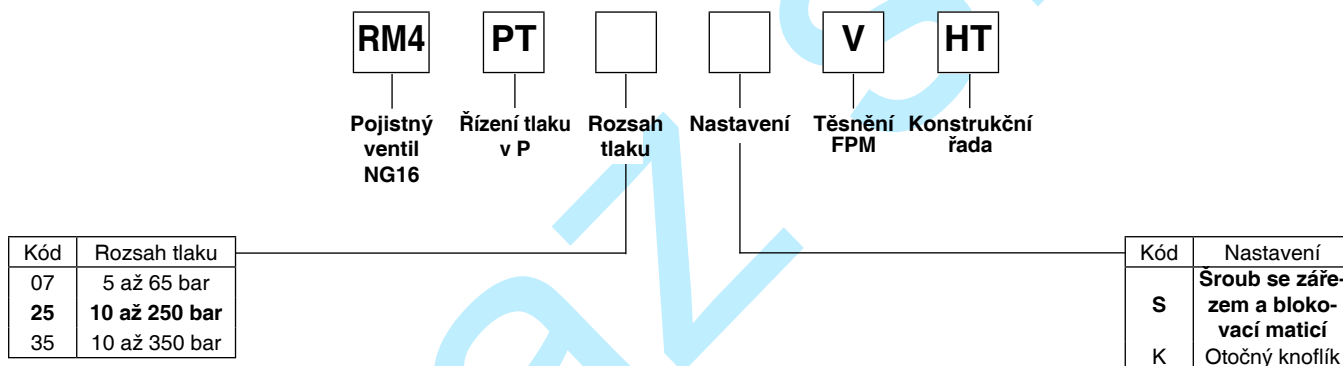 RM4 PT V HT
Pojistný Řízení tlaku Rozsah Nastavení Těsnění Konstrukční
ventil v P tlaku FPM řada
NG16
Kód Rozsah tlaku
07 5 až 65 bar
25 10 až 250 bar
35 10 až 350 bar
Kód Nastavení
S Šroub se záře-
zem a bloko-
vací maticí
K Otočný knoflík